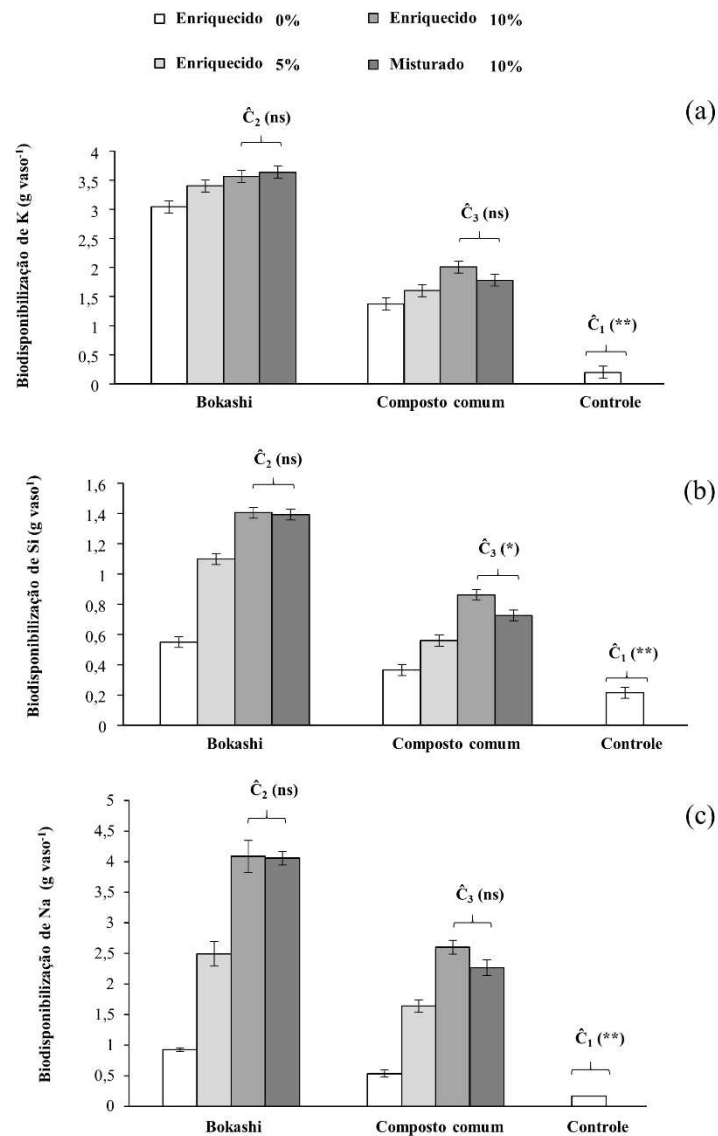 Enriquecido 0% Enriquecido 10%
Enriquecido 5% Misturado 10%
(a)
Biodisponibilização de K (g vaso-1)
4
3,5
3
2,5
2
1,5
1
0,5
0
Ĉ2 (ns)
Ĉ3 (ns)
Ĉ1 (**)
Bokashi Composto comum Controle
(b)
Biodisponibilização de Si (g vaso1)
1,6
1,4
1,2
1
0,8
0,6
0,4
0,2
0
Ĉ2 (ns)
Ĉ3 (*)
Ĉ1 (**)
Bokashi Composto comum Controle
(c)
Biodisponibilização de Na (g vaso-1)
5
4,5
4
3,5
3
2,5
2
1,5
1
0,5
0
Ĉ2 (ns)
Ĉ3 (ns)
Ĉ1 (**)
Bokashi Composto comum Controle